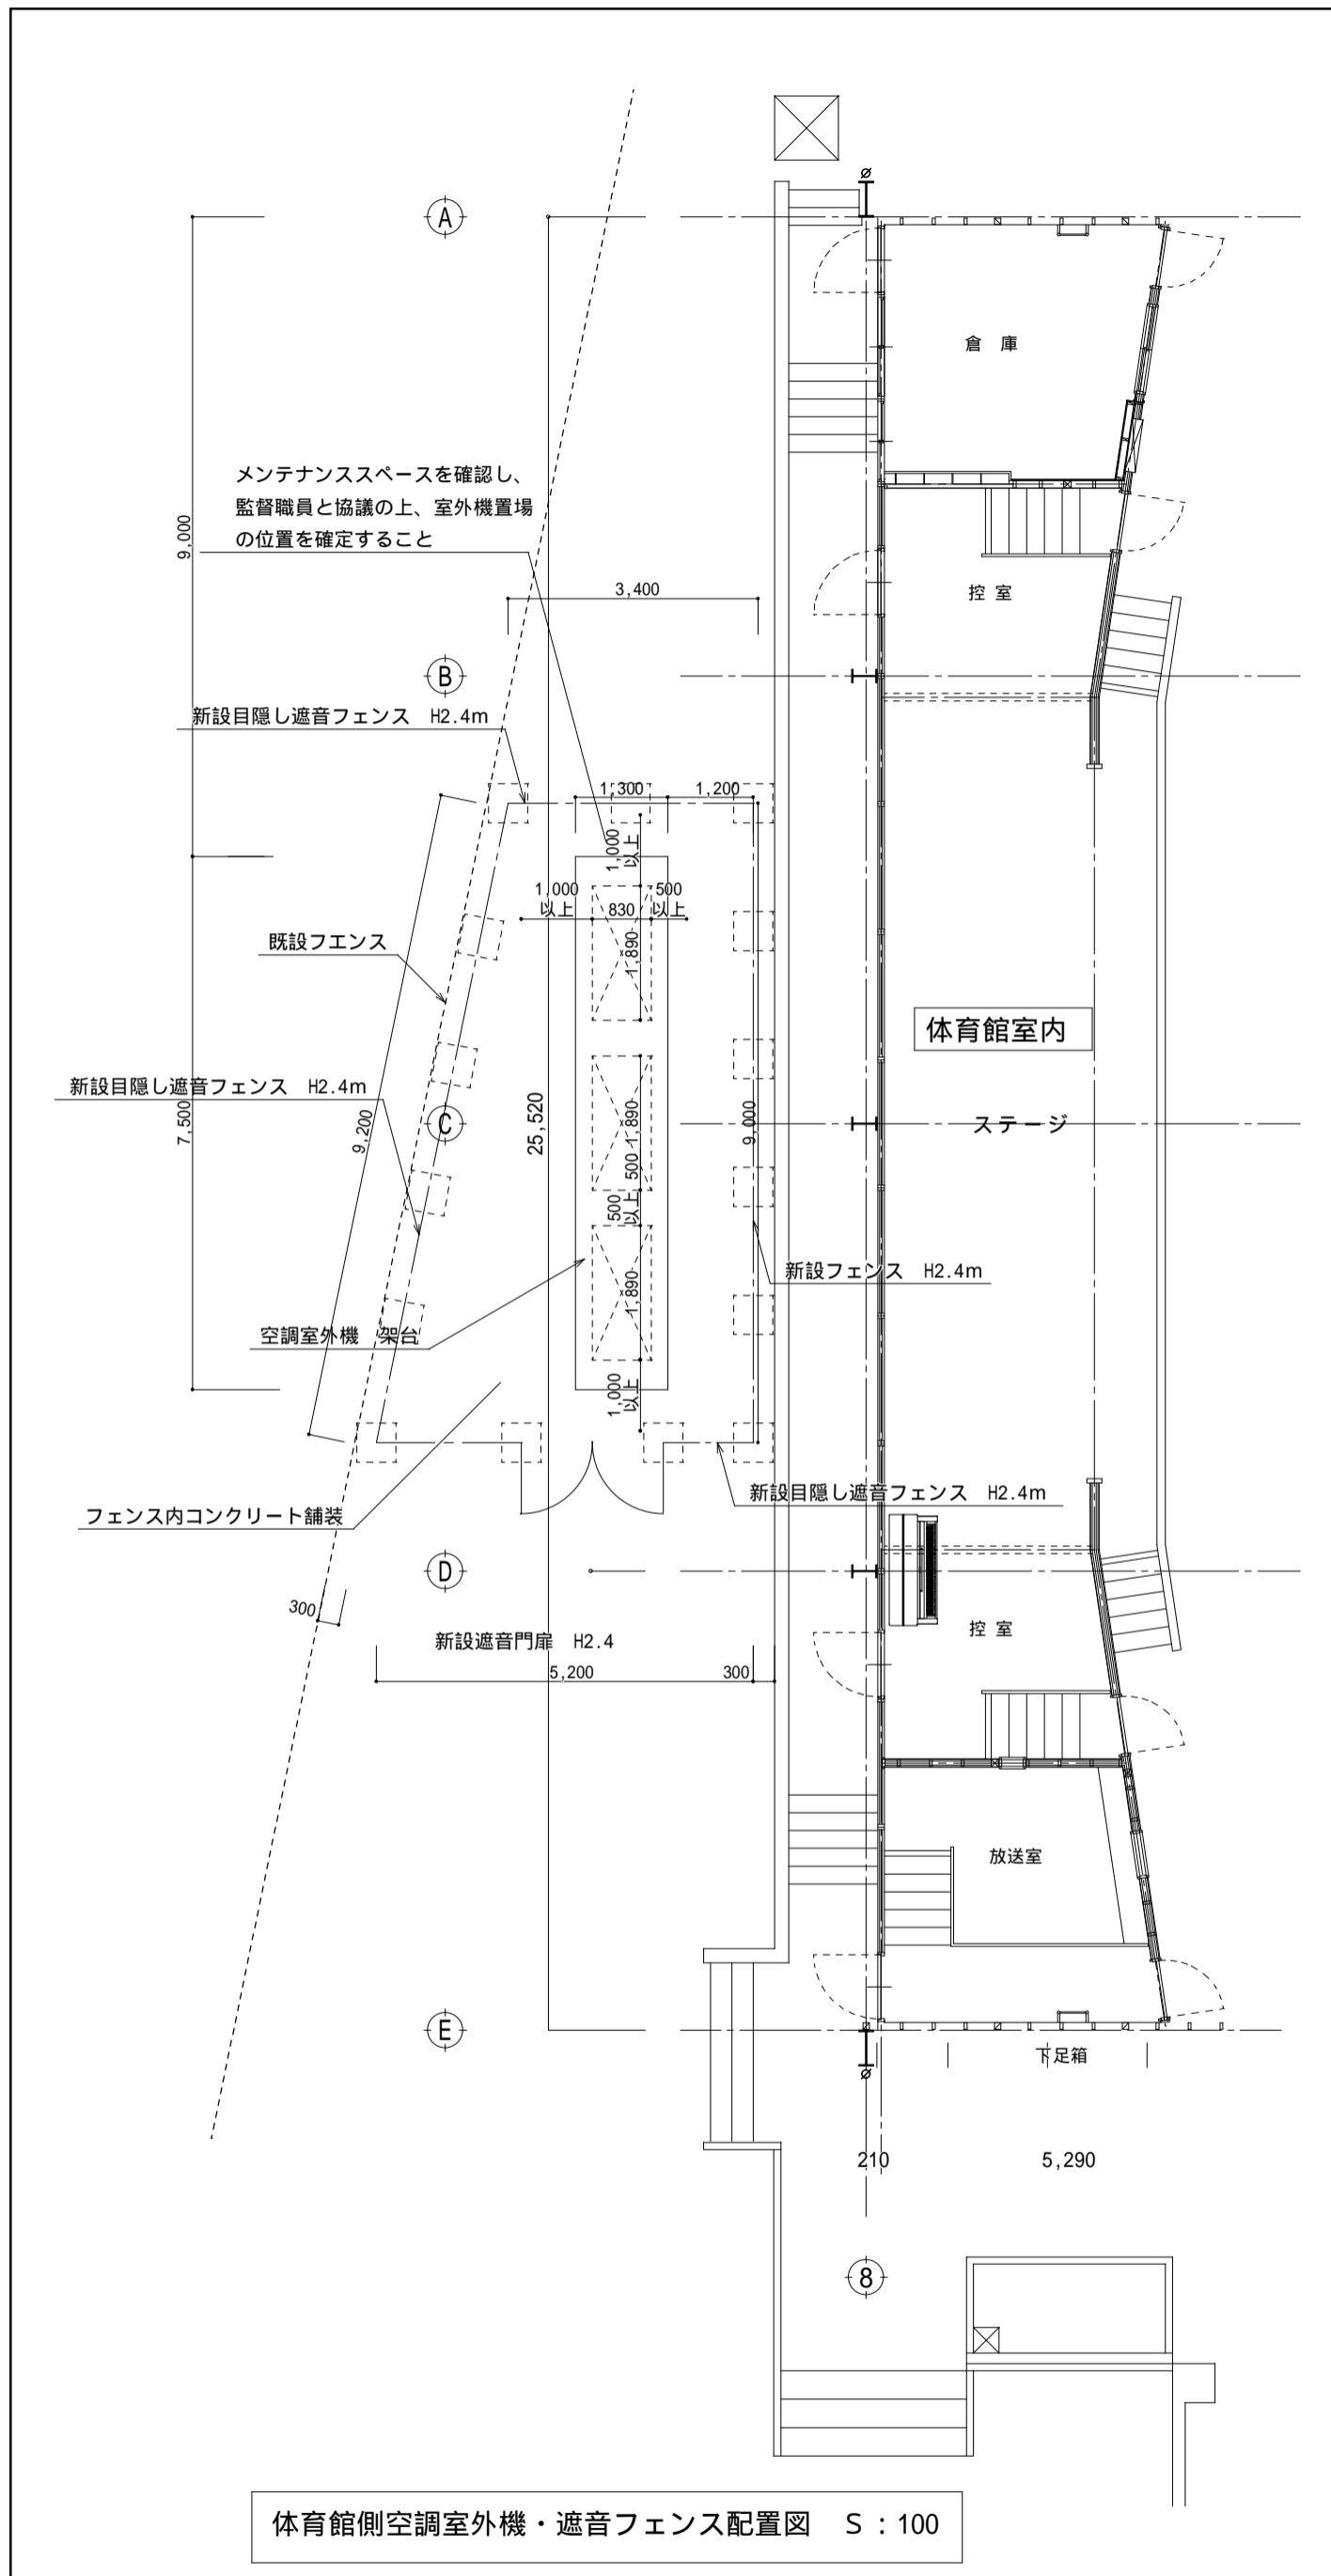 A
倉 庫
メンテナンススペースを確認し、
監督職員と協議の上、室外機置場
の位置を確定すること
9,000
3,400
控 室
B
新設目隠し遮音フェンス H2.4m
1,300
1,200
1,000
以上
1,000
以上
830
500
以上
1,890
既設フエンス
体育館室内
新設目隠し遮音フェンス H2.4m
7,500
9,200
C
25,520
1,890
9,000
ステージ
500
500
以上
新設フェンス H2.4m
1,890
空調室外機 架台
1,000
以上
新設目隠し遮音フェンス H2.4m
フェンス内コンクリート舗装
D
300
新設遮音門扉 H2.4
控 室
5,200
300
放送室
E
下足箱
210
5,290
8
体育館側空調室外機・遮音フェンス配置図 S:100